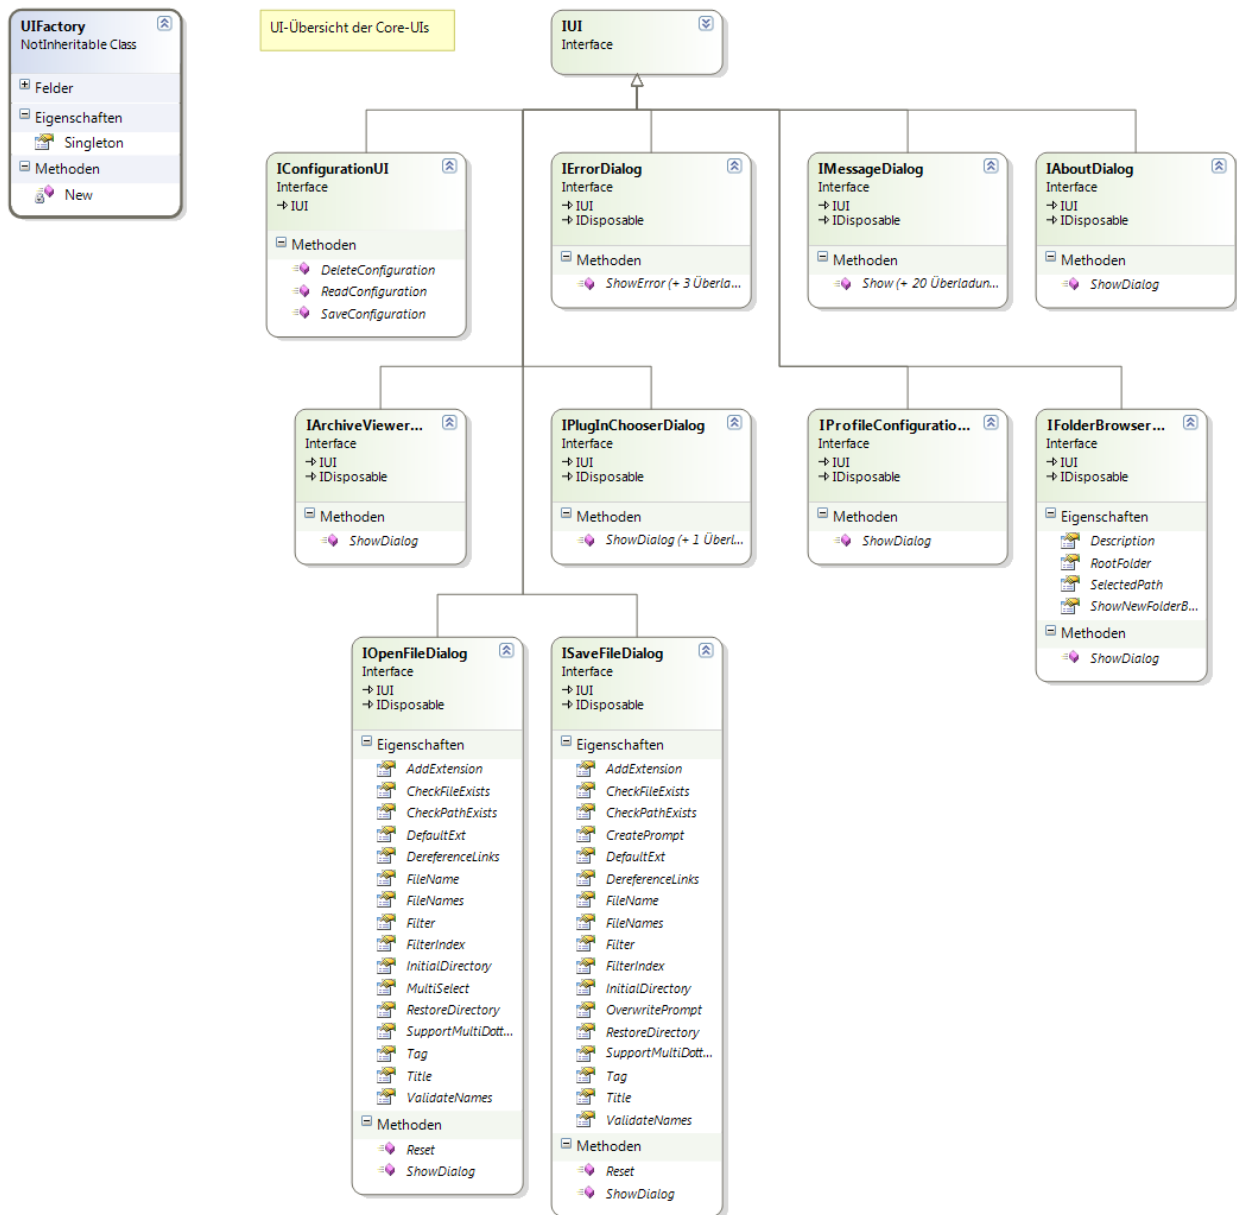 UIFactory
NotInheritable Class
Felder
Eigenschaften
Singleton
Methoden
New
UI-Übersicht der Core-UIs
IUI
Interface
IConfigurationUI
Interface
IUI
Methoden
DeleteConfiguration
ReadConfiguration
SaveConfiguration
IErrorDialog
Interface
IUI
IDisposable
Methoden
ShowError (+ 3 Überla...
IMessageDialog
Interface
IUI
IDisposable
Methoden
Show (+ 20 Überladun...
IAboutDialog
Interface
IUI
IDisposable
Methoden
ShowDialog
IArchiveViewer...
Interface
IUI
IDisposable
Methoden
ShowDialog
IPlugInChooserDialog
Interface
IUI
IDisposable
Methoden
ShowDialog (+ 1 Überl...
IProfileConfiguratio...
Interface
IUI
IDisposable
Methoden
ShowDialog
IFolderBrowser...
Interface
IUI
IDisposable
Eigenschaften
Description
RootFolder
SelectedPath
ShowNewFolderB...
Methoden
ShowDialog
IOpenFileDialog
Interface
IUI
IDisposable
Eigenschaften
AddExtension
CheckFileExists
CheckPathExists
DefaultExt
DereferenceLinks
FileName
FileNames
Filter
FilterIndex
InitialDirectory
MultiSelect
RestoreDirectory
SupportMultiDott...
Tag
Title
ValidateNames
Methoden
Reset
ShowDialog
ISaveFileDialog
Interface
IUI
IDisposable
Eigenschaften
AddExtension
CheckFileExists
CheckPathExists
CreatePrompt
DefaultExt
DereferenceLinks
FileName
FileNames
Filter
FilterIndex
InitialDirectory
OverwritePrompt
RestoreDirectory
SupportMultiDott...
Tag
Title
ValidateNames
Methoden
Reset
ShowDialog